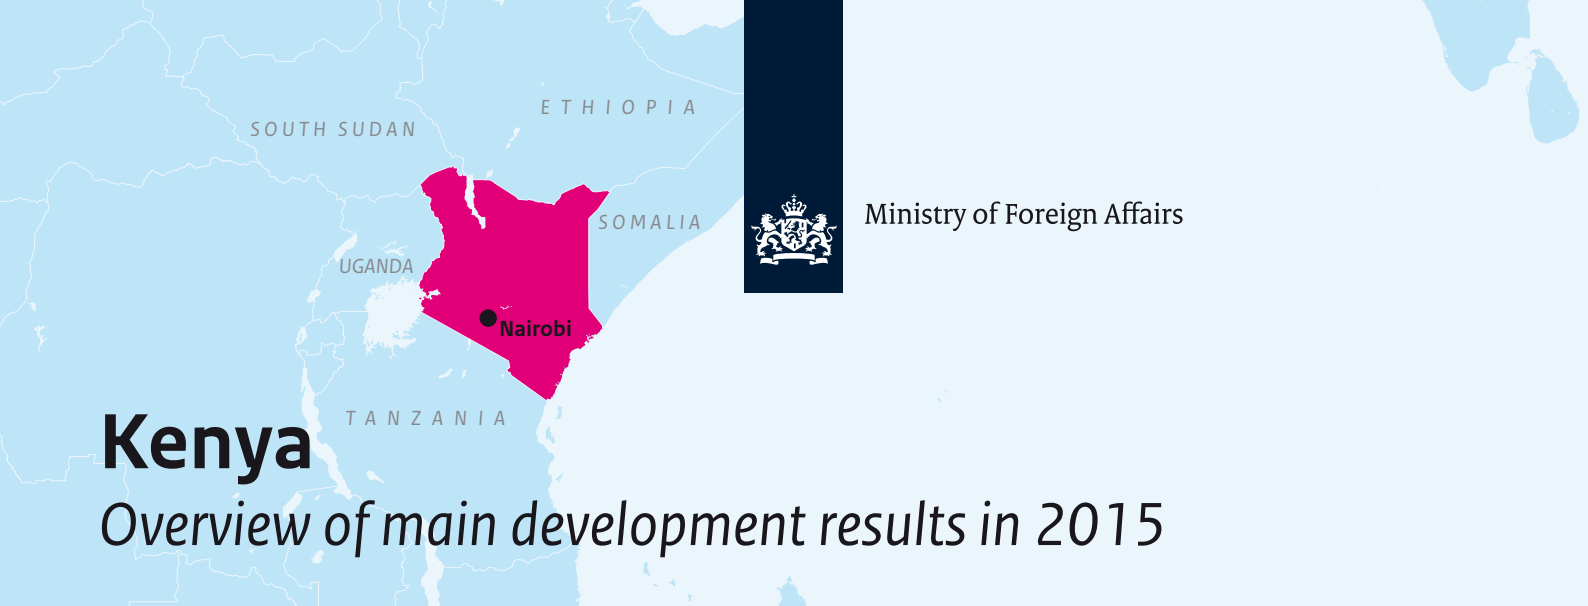 ETHIOPIA
SOUTH SUDAN
SOMALIA
Ministry of Foreign Affairs
UGANDA
Nairobi
TANZANIA
Kenya
Overview of main development results in 2015